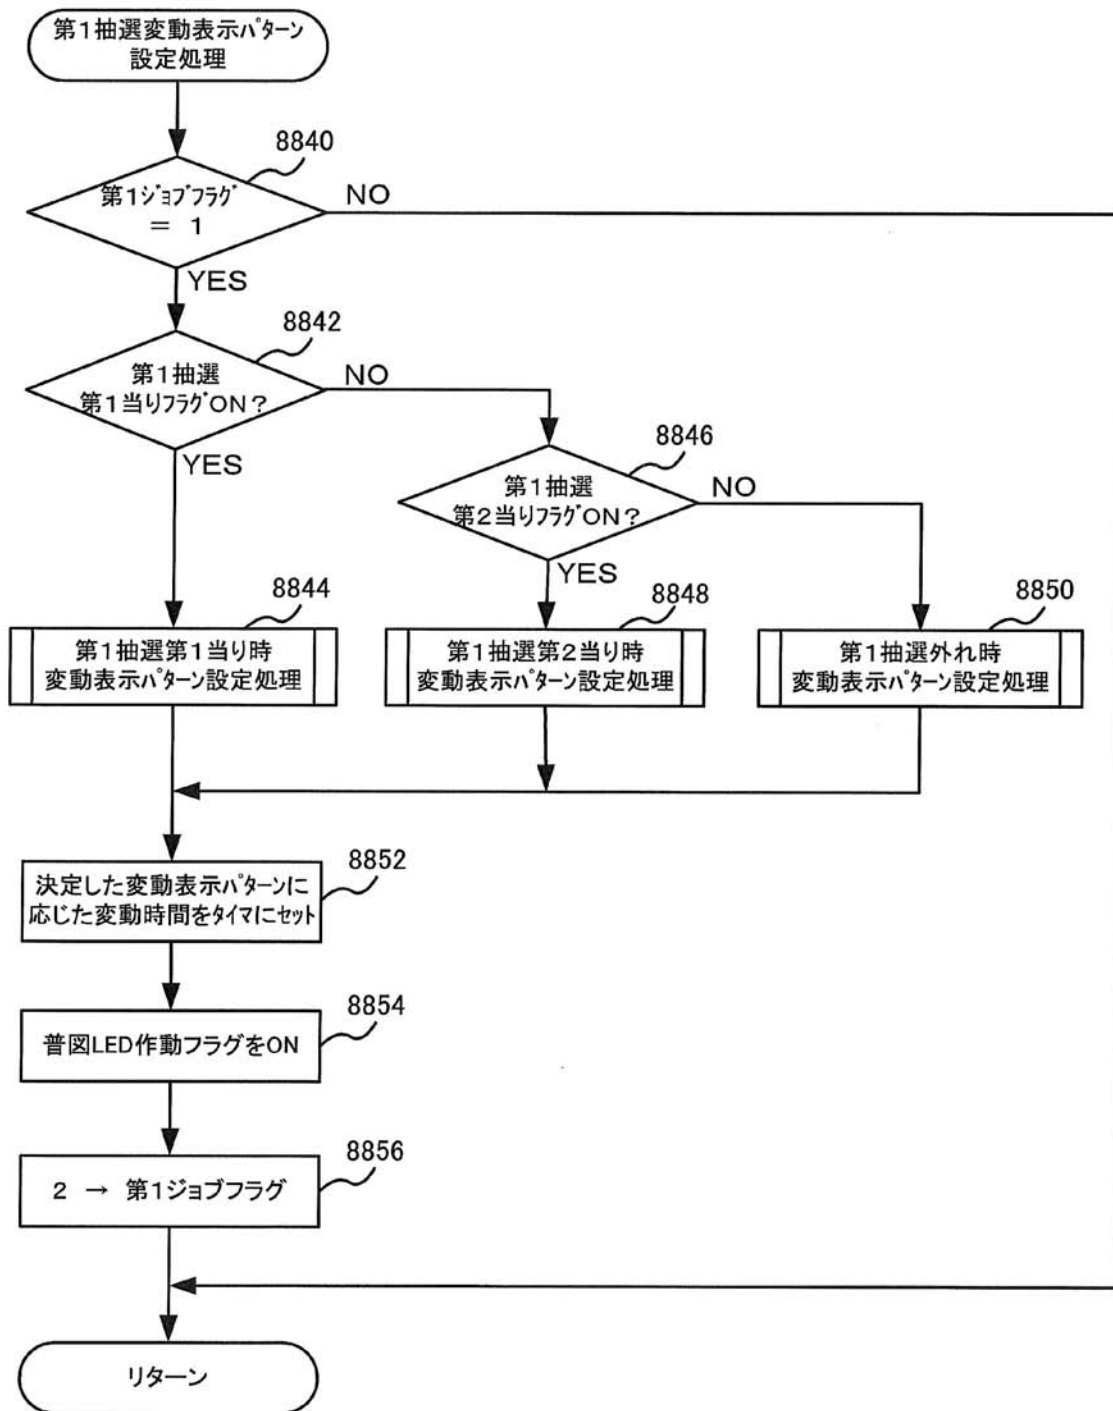 第1抽選変動表示パターン
設定処理
8840
第1ジョブフラグ
＝ 1
NO
YES
8842
第1抽選
第1当りフラグON？
NO
YES
8846
第1抽選
第2当りフラグON？
NO
YES
8844
第1抽選第1当り時
変動表示パターン設定処理
8848
第1抽選第2当り時
変動表示パターン設定処理
8850
第1抽選外れ時
変動表示パターン設定処理
8852
決定した変動表示パターンに
応じた変動時間をタイマにセット
8854
普図LED作動フラグをON
8856
2 → 第1ジョブフラグ
リターン